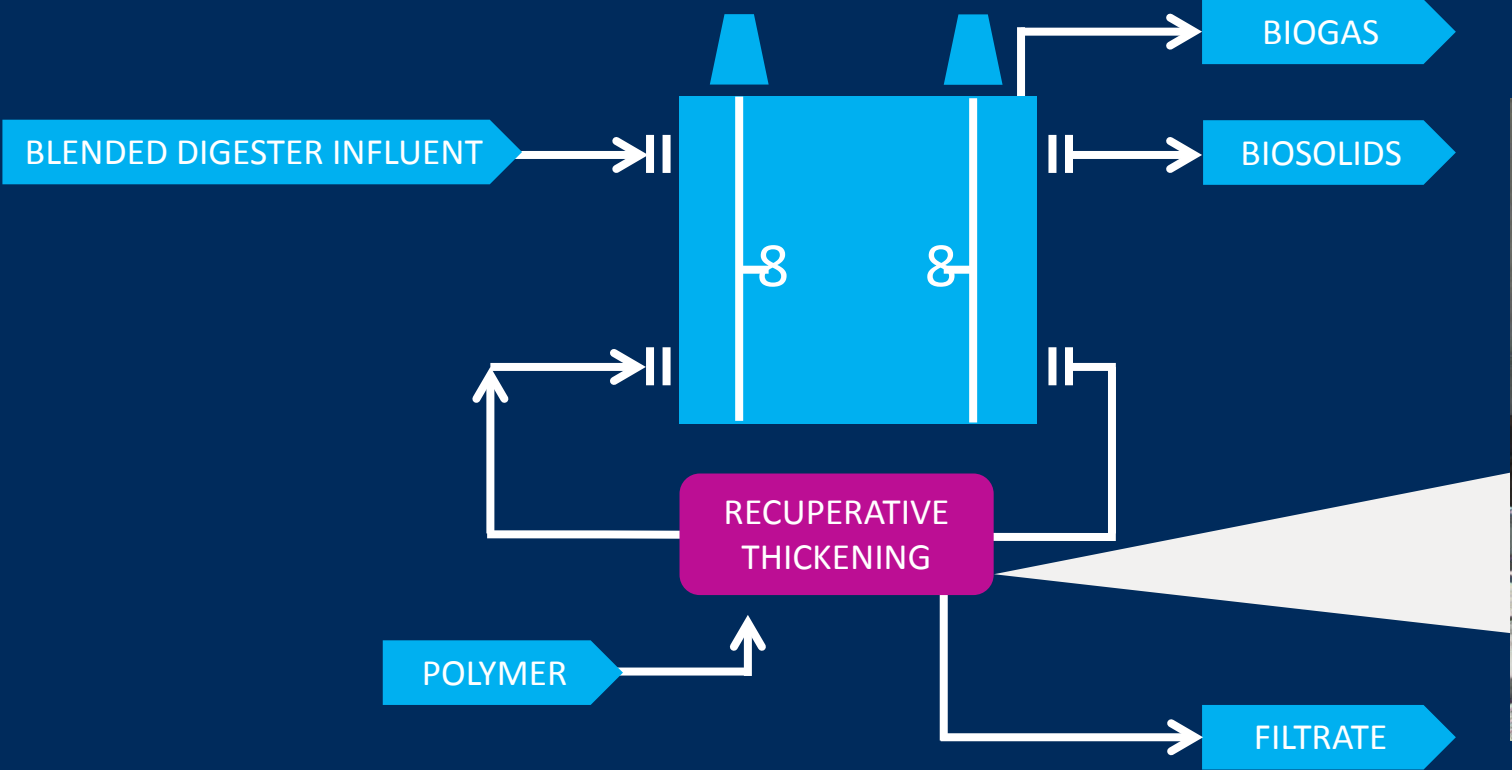 BIOGAS
BLENDED DIGESTER INFLUENT
BIOSOLIDS
8
8
RECUPERATIVE
THICKENING
POLYMER
FILTRATE